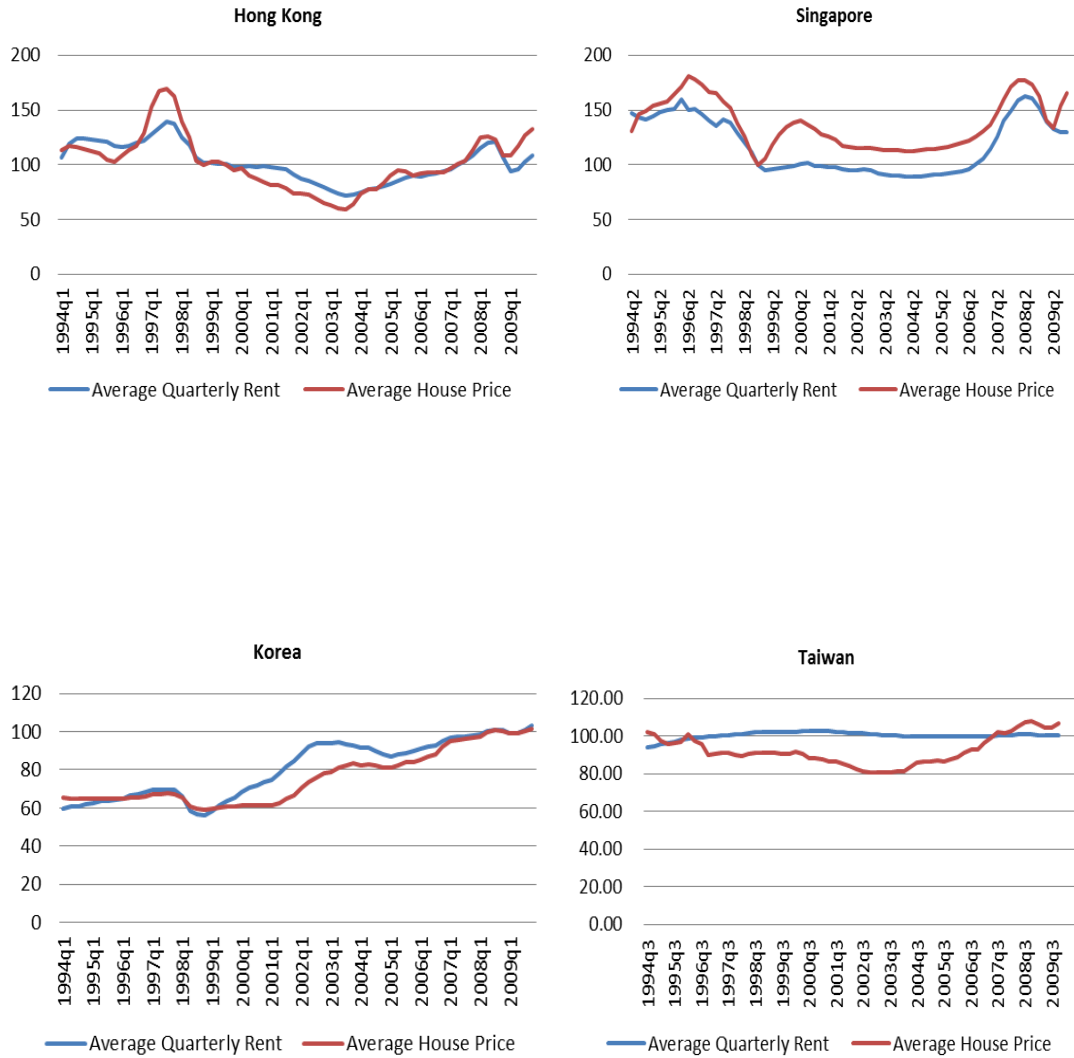 Hong Kong
200
150
100
50
0
1994q1
1995q1
1996q1
1997q1
1998q1
1999q1
2000q1
2001q1
2002q1
2003q1
2004q1
2005q1
2006q1
2007q1
2008q1
2009q1
Average Quarterly Rent Average House Price
Singapore
200
150
100
50
0
1994q2
1995q2
1996q2
1997q2
1998q2
1999q2
2000q2
2001q2
2002q2
2003q2
2004q2
2005q2
2006q2
2007q2
2008q2
2009q2
Average Quarterly Rent Average House Price
Korea
120
100
80
60
40
20
0
1994q1
1995q1
1996q1
1997q1
1998q1
1999q1
2000q1
2001q1
2002q1
2003q1
2004q1
2005q1
2006q1
2007q1
2008q1
2009q1
Average Quarterly Rent Average House Price
Taiwan
120.00
100.00
80.00
60.00
40.00
20.00
0.00
1994q3
1995q3
1996q3
1997q3
1998q3
1999q3
2000q3
2001q3
2002q3
2003q3
2004q3
2005q3
2006q3
2007q3
2008q3
2009q3
Average Quarterly Rent Average House Price